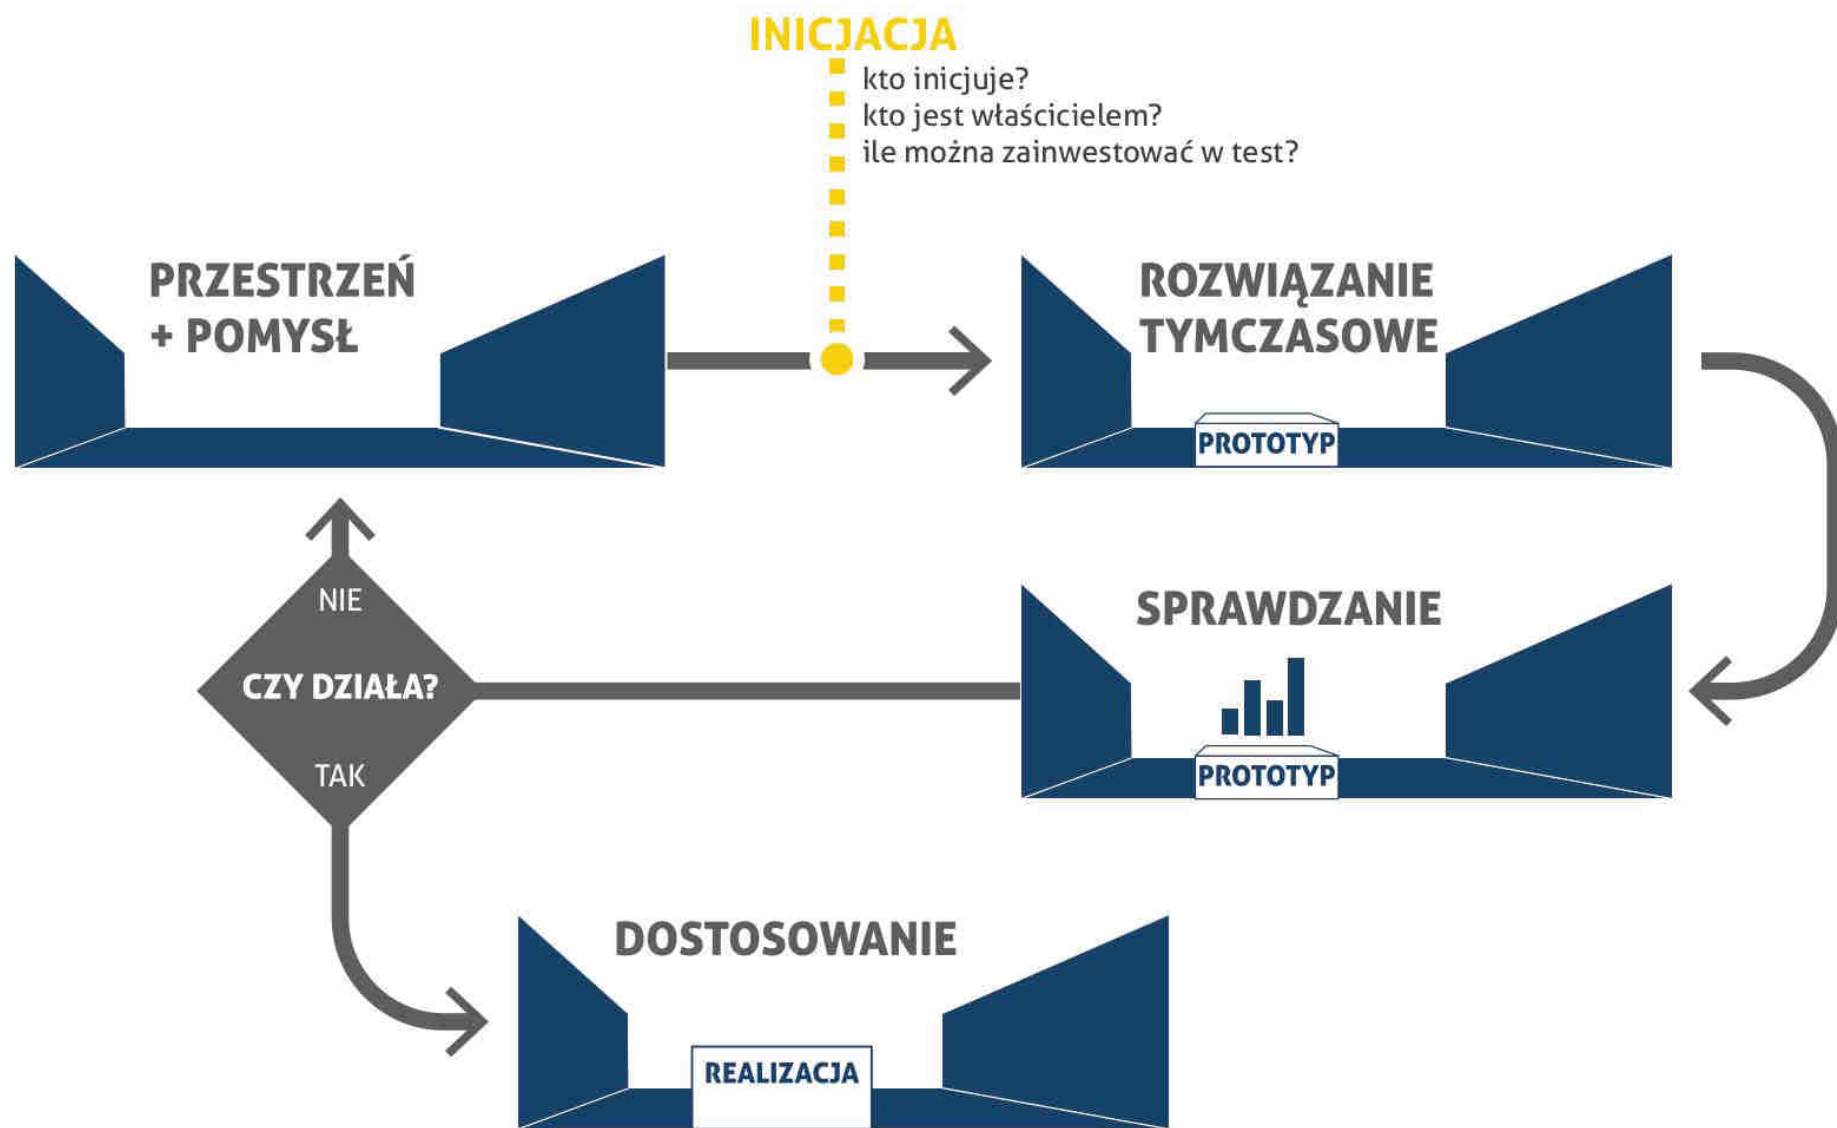 INICJACJA
kto inicjuje?
kto jest właścicielem?
ile można zainwestować w test?
PRZESTRZEŃ
+ POMYSŁ
ROZWIĄZANIE
TYMCZASOWE
PROTOTYP
SPRAWDZANIE
PROTOTYP
NIE
CZY DZIAŁA?
TAK
DOSTOSOWANIE
REALIZACJA